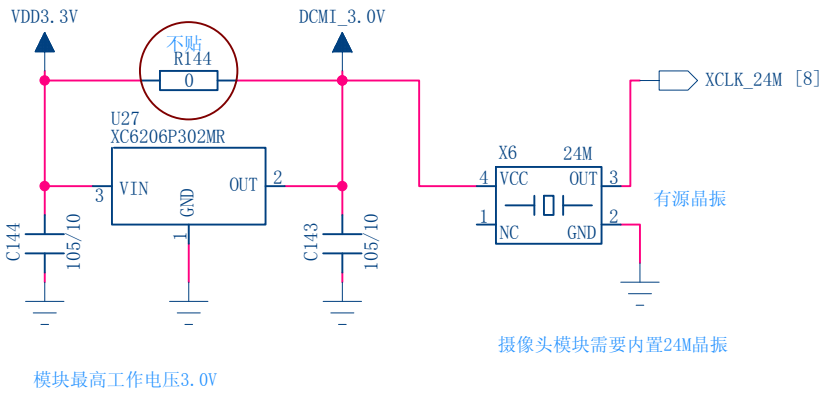 VDD3.3V
DCMI_3.0V
不贴
R144
0
XCLK_24M [8]
U27
XC6206P302MR
X6
24M
3
VIN
OUT
2
GND
1
4
VCC
OUT
3
1
NC
GND
2
有源晶振
C144
105/10
C143
105/10
摄像头模块需要内置24M晶振
模块最高工作电压3.0V